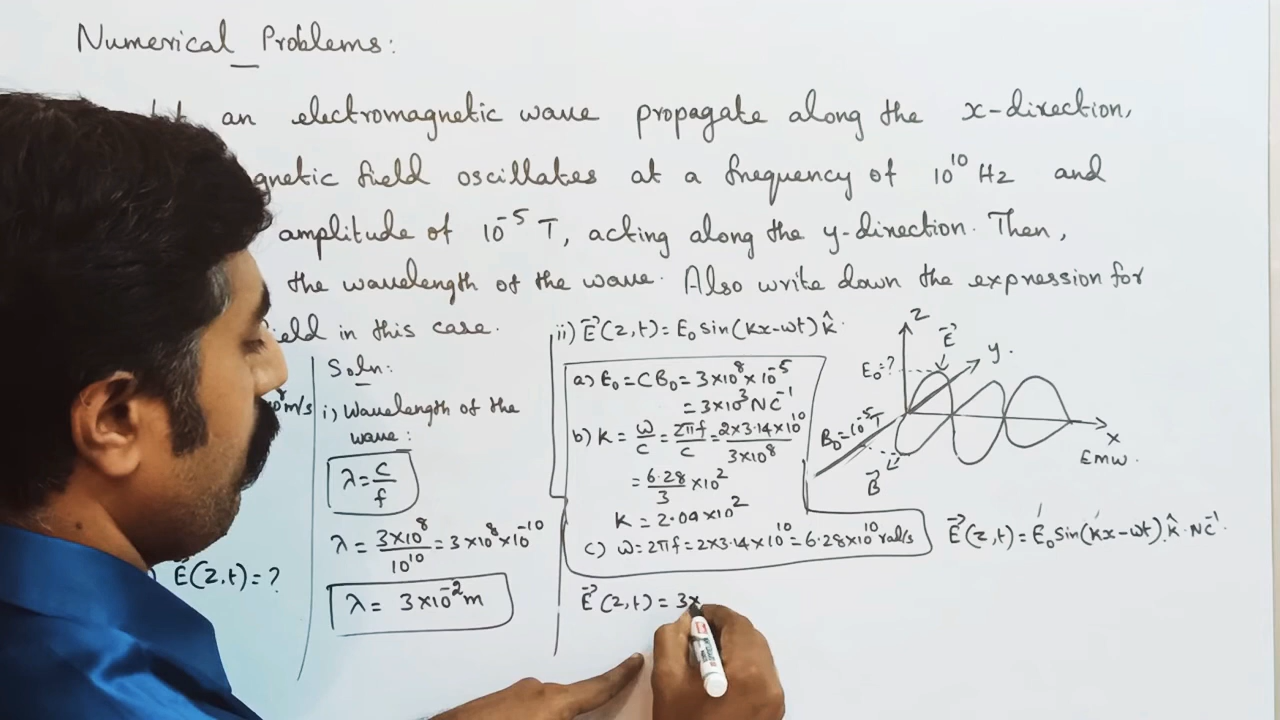 Numerical Problems:
an electromagnetic wave propagate along the x-direction,
gnetic field oscillates at a frequency of 10¹⁰ Hz and
amplitude of 10⁻⁵ T, acting along the y-direction. Then,
the wavelength of the wave. Also write down the expression for
ield in this case.
m/s
E⃗(z,t) = ?
Soln:
i) Wavelength of the
wave:
λ = c/f
λ = 3×10⁸/10¹⁰ = 3×10⁸×10⁻¹⁰
λ = 3×10⁻² m
ii) E⃗(z,t) = E₀ sin(kx-ωt) k̂.
a) E₀ = CB₀ = 3×10⁸×10⁻⁵
= 3×10³ NC⁻¹
b) K = ω/c = 2πf/c = 2×3.14×10¹⁰/3×10⁸
= 6.28/3 ×10²
K = 2.09×10²
c) ω = 2πf = 2×3.14×10¹⁰ = 6.28×10¹⁰ rad/s
E⃗(z,t) = 3×
Z
E⃗
y.
E₀=?
B₀=10⁻⁵T
B⃗
x
EMW.
E⃗(z,t) = E₀ sin(kx-ωt).k̂. NC⁻¹.